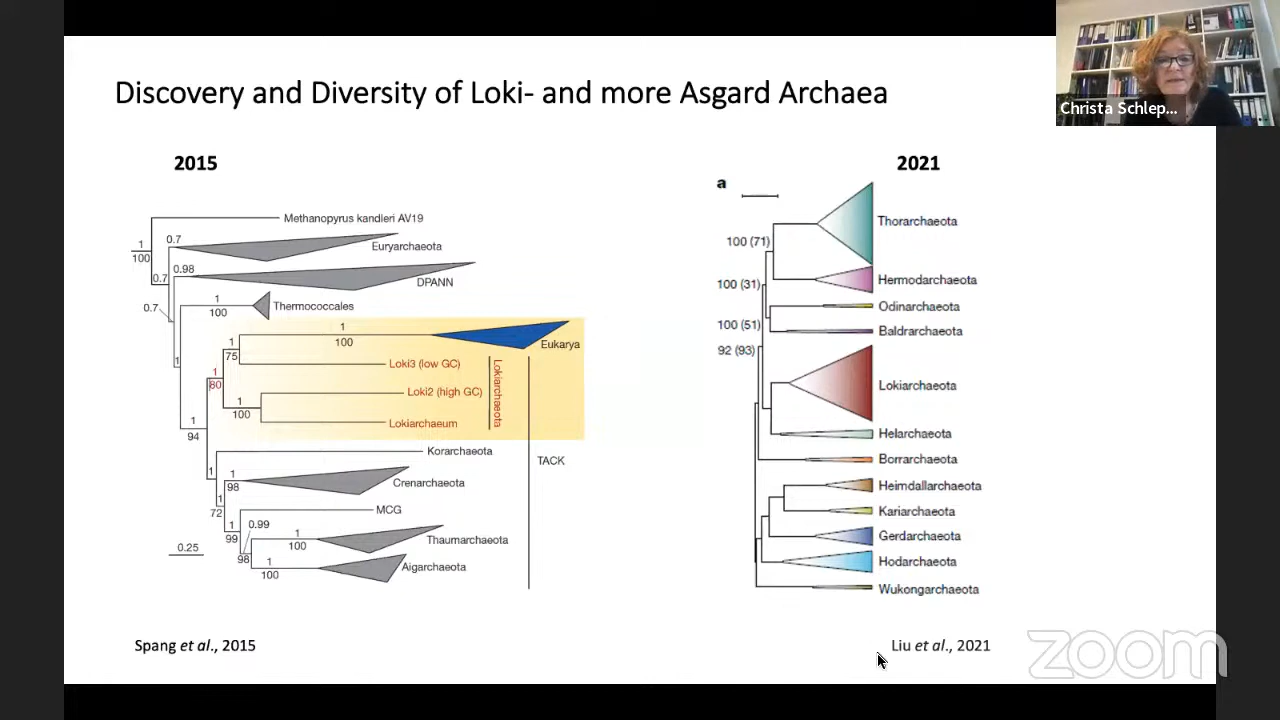 Discovery and Diversity of Loki- and more Asgard Archaea
Christa Schlep...
2015
Methanopyrus kandleri AV19
1
100
0.7
Euryarchaeota
0.7
0.98
DPANN
0.7
1
100
Thermococcales
1
1
100
Eukarya
1
75
Loki3 (low GC)
1
80
Loki2 (high GC)
1
100
Lokiarchaeum
Lokiarchaeota
1
94
Korarchaeota
TACK
1
1
98
Crenarchaeota
1
72
MCG
1
99
0.99
1
100
Thaumarchaeota
98
1
100
Aigarchaeota
0.25
Spang et al., 2015
2021
a
Thorarchaeota
100 (71)
Hermodarchaeota
100 (31)
Odinarchaeota
100 (51)
Baldrarchaeota
92 (93)
Lokiarchaeota
Helarchaeota
Borrarchaeota
Heimdallarchaeota
Kariarchaeota
Gerdarchaeota
Hodarchaeota
Wukongarchaeota
Liu et al., 2021
zoom